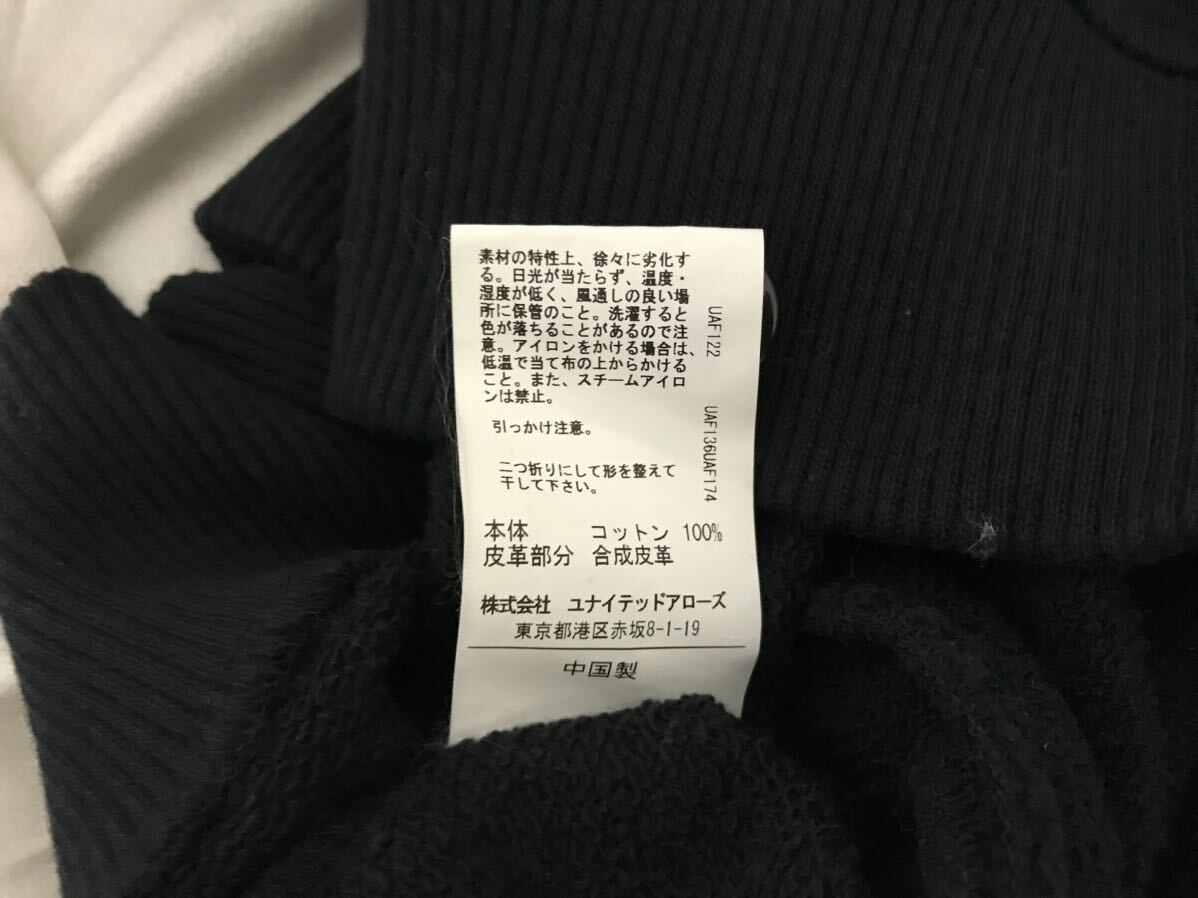 素材の特性上、徐々に劣化す
る。日光が当たらず、温度・
湿度が低く、風通しの良い場
所に保管のこと。洗濯すると
色が落ちることがあるので注
意。アイロンをかける場合は、
低温で当て布の上からかける
こと。また、スチームアイロ
ンは禁止。
引っかけ注意。
二つ折りにして形を整えて
干して下さい。
本体 コットン 100%
皮革部分 合成皮革
株式会社 ユナイテッドアローズ
東京都港区赤坂8-1-19
中国製
UAF122
UAF136UAF174